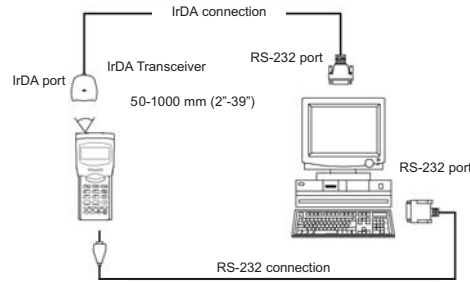 IrDA connection
RS-232 port
IrDA port
IrDA Transceiver
50-1000 mm (2"-39")
RS-232 port
RS-232 connection